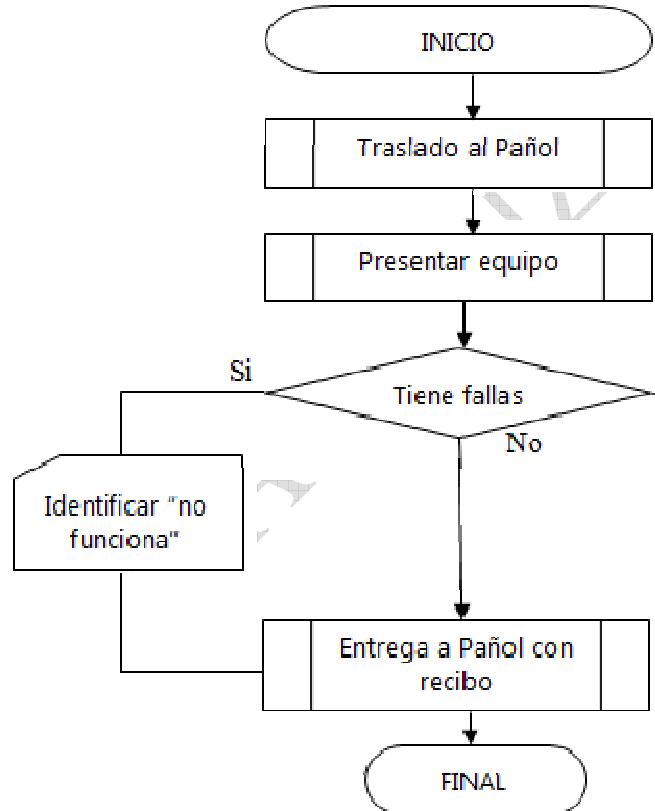 INICIO
Traslado al Pañol
Presentar equipo
Si
Tiene fallas
No
Identificar "no
funciona"
Entrega a Pañol con
recibo
FINAL